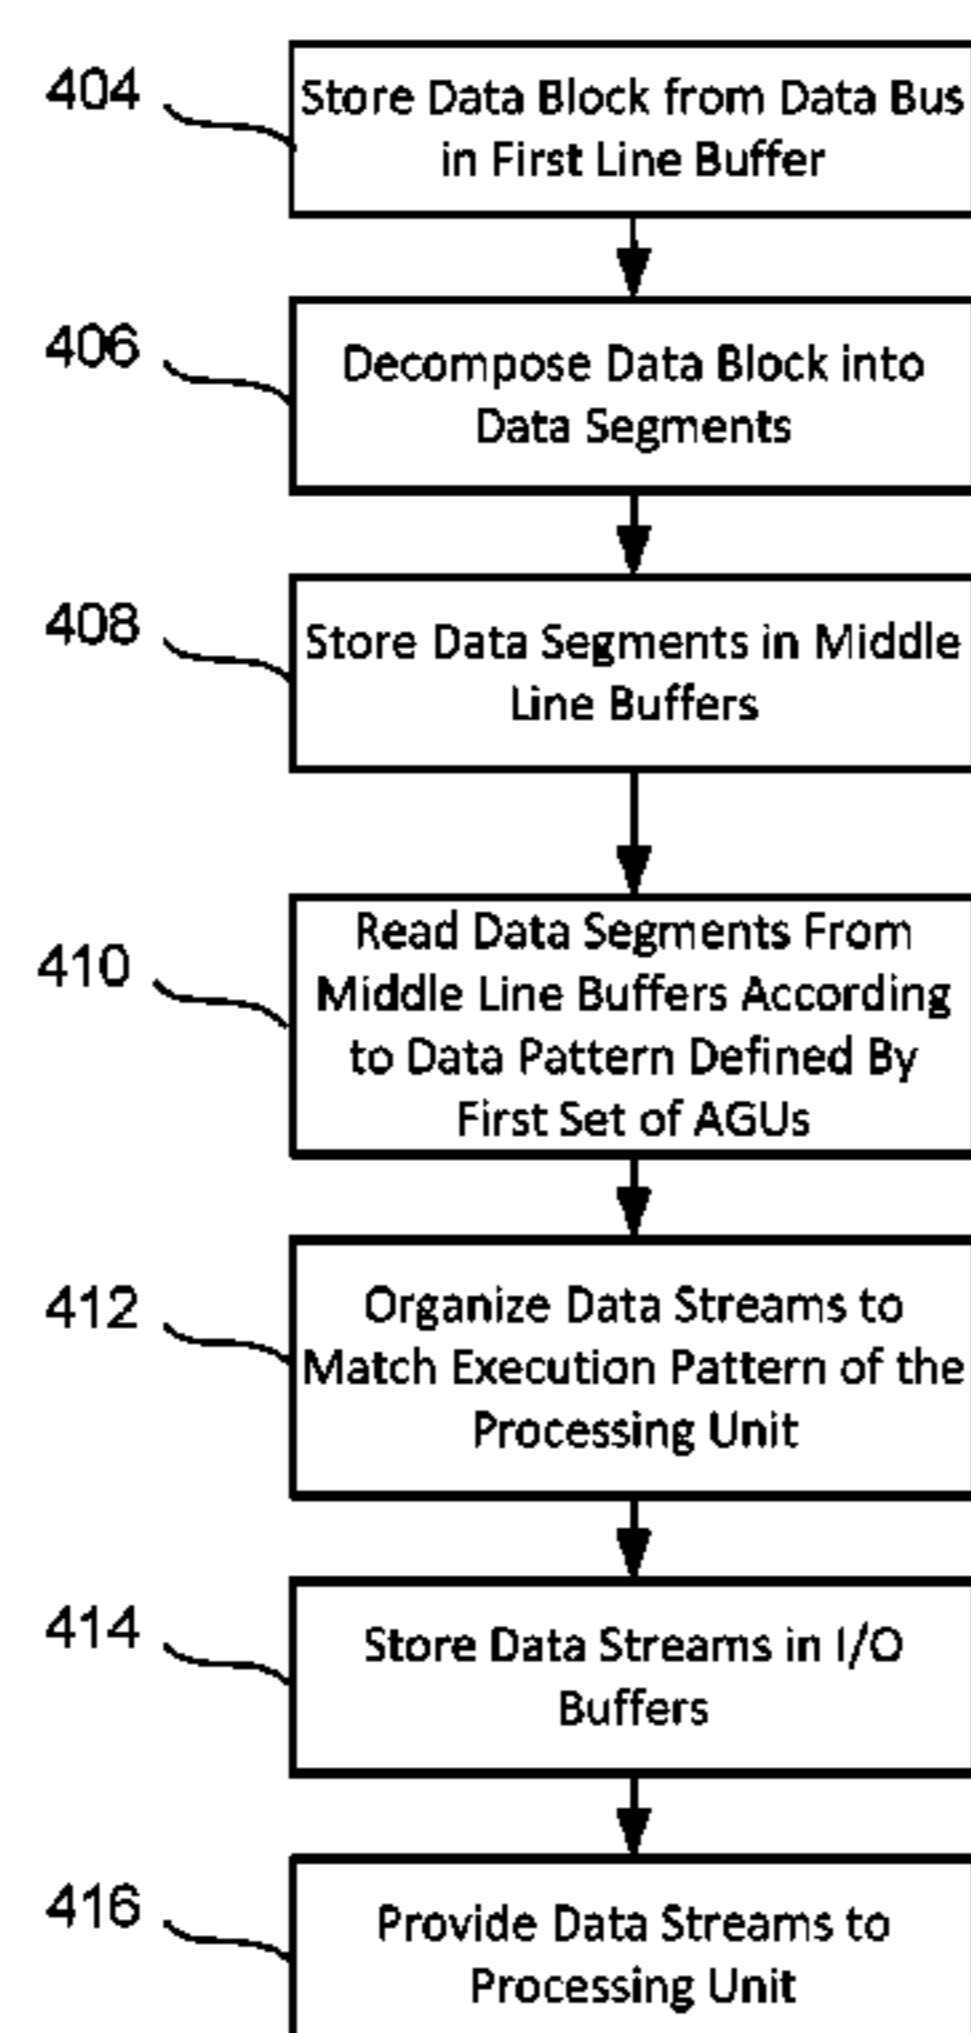 404
Store Data Block from Data Bus
in First Line Buffer
406
Decompose Data Block into
Data Segments
408
Store Data Segments in Middle
Line Buffers
410
Read Data Segments From
Middle Line Buffers According
to Data Pattern Defined By
First Set of AGUs
412
Organize Data Streams to
Match Execution Pattern of the
Processing Unit
414
Store Data Streams in I/O
Buffers
416
Provide Data Streams to
Processing Unit